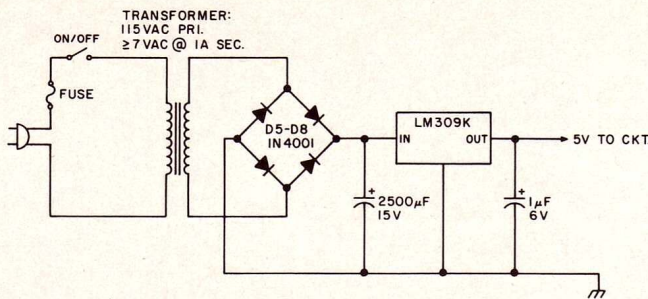 TRANSFORMER:
115VAC PRI.
≥7VAC @ 1A SEC.
ON/OFF
FUSE
D5-D8
1N4001
LM309K
IN
OUT
5V TO CKT
+
2500µF
15V
+
1µF
6V